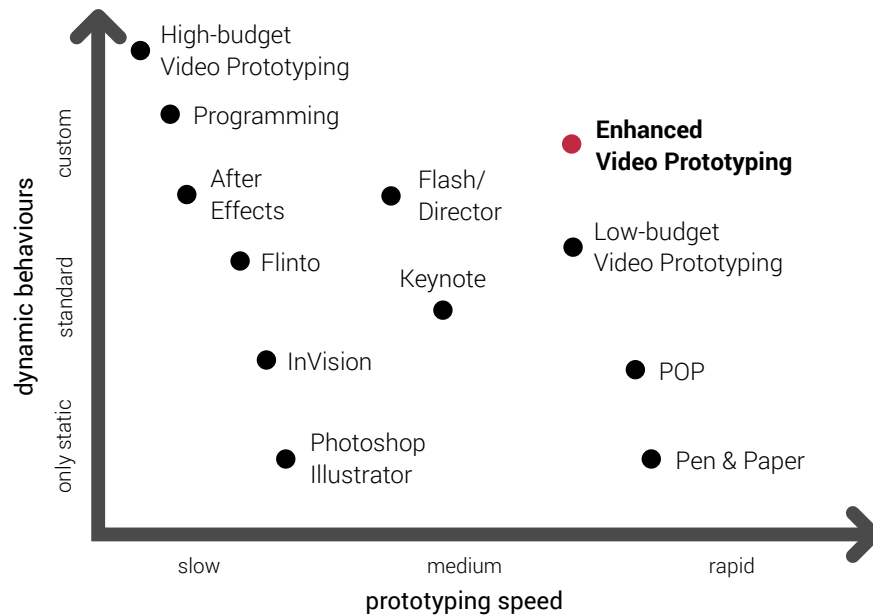 High-budget
Video Prototyping
Programming
Enhanced
Video Prototyping
After
Effects
Flash/
Director
Low-budget
Video Prototyping
Flinto
Keynote
InVision
POP
Photoshop
Illustrator
Pen & Paper
custom
standard
only static
dynamic behaviours
slow
medium
rapid
prototyping speed